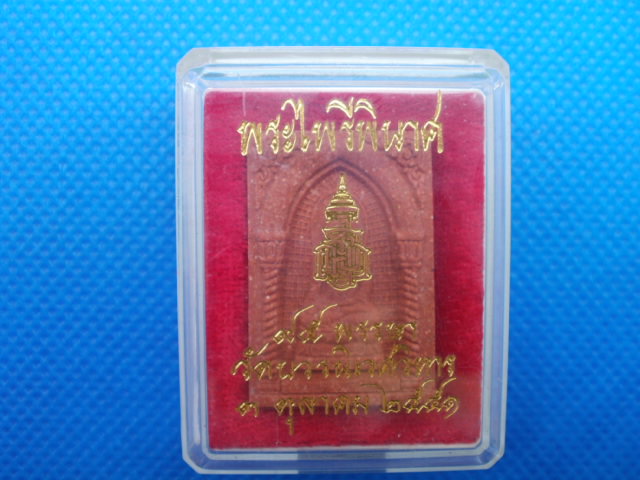 พระไพรีพินาศ
๙๕ พรรษา
วัดบวรนิเวศวิหาร
๓ ตุลาคม ๒๕๕๑